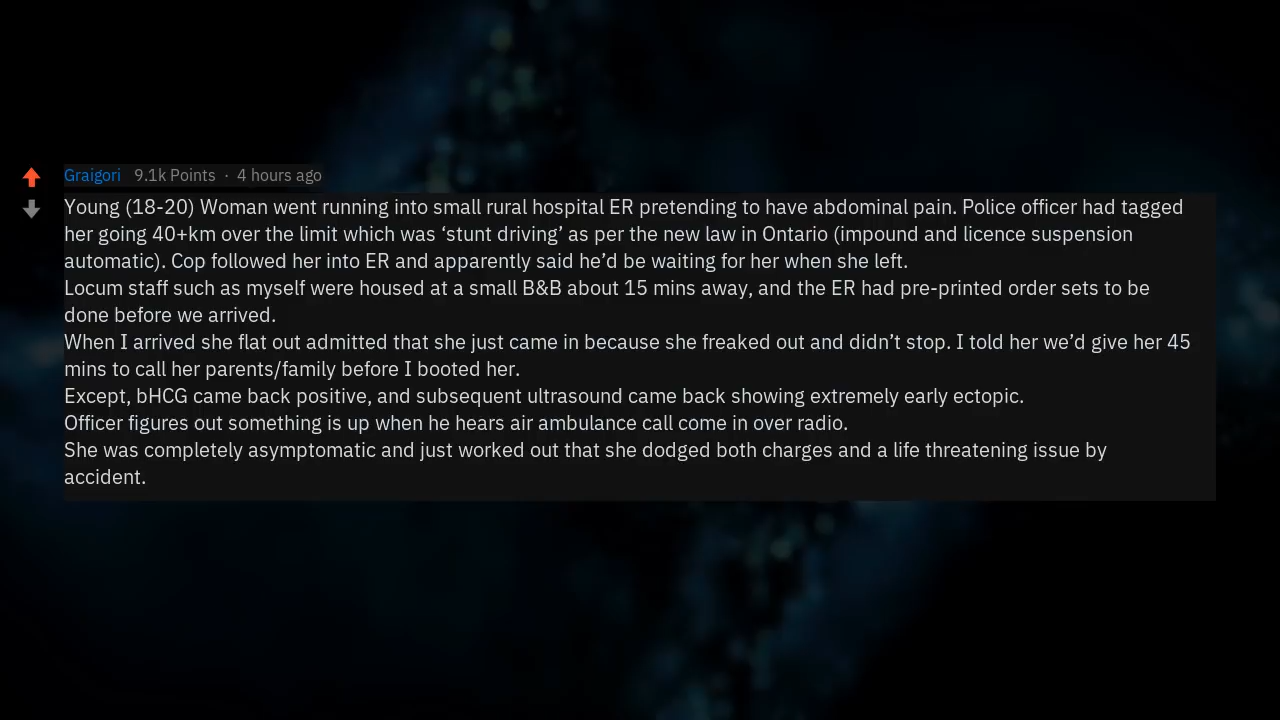 Graigori 9.1k Points · 4 hours ago
Young (18-20) Woman went running into small rural hospital ER pretending to have abdominal pain. Police officer had tagged
her going 40+km over the limit which was ‘stunt driving’ as per the new law in Ontario (impound and licence suspension
automatic). Cop followed her into ER and apparently said he’d be waiting for her when she left.
Locum staff such as myself were housed at a small B&B about 15 mins away, and the ER had pre-printed order sets to be
done before we arrived.
When I arrived she flat out admitted that she just came in because she freaked out and didn’t stop. I told her we’d give her 45
mins to call her parents/family before I booted her.
Except, bHCG came back positive, and subsequent ultrasound came back showing extremely early ectopic.
Officer figures out something is up when he hears air ambulance call come in over radio.
She was completely asymptomatic and just worked out that she dodged both charges and a life threatening issue by
accident.